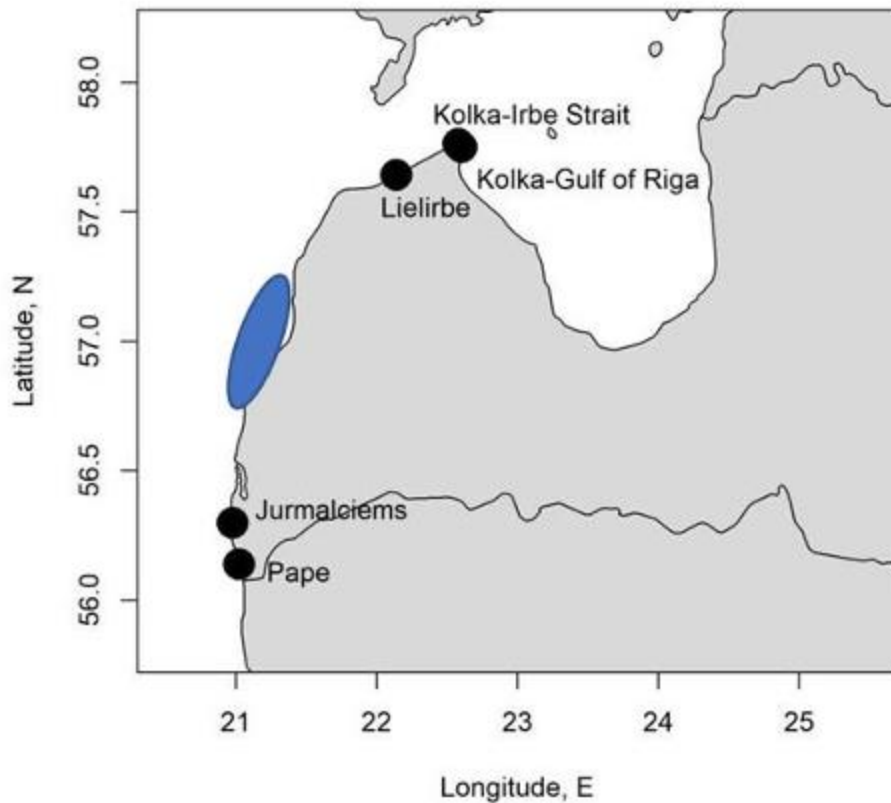 Kolka-Irbe Strait
Kolka-Gulf of Riga
Lielirbe
Jurmalciems
Pape
Latitude, N
58.0
57.5
57.0
56.5
56.0
21 22 23 24 25
Longitude, E